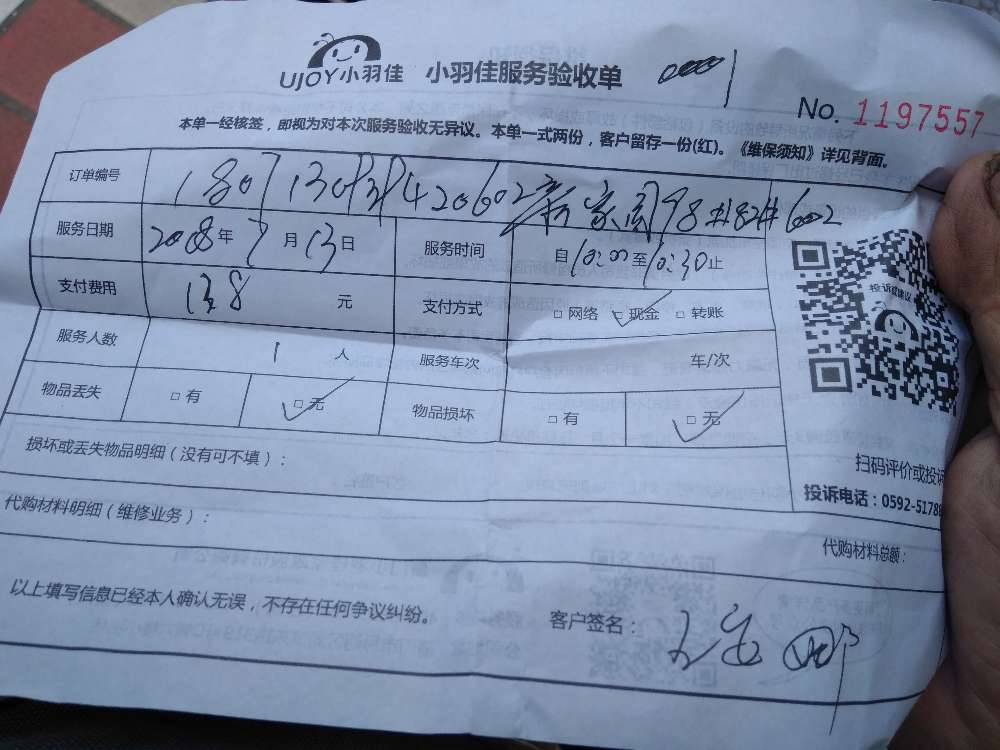 UJOY小羽佳 小羽佳服务验收单
No. 1197557
本单一经核签，即视为对本次服务验收无异议。本单一式两份，客户留存一份(红)。《维保须知》详见背面。
订单编号 98#182#602
服务日期 2008年7月13日 服务时间 自10:00至10:30止
支付费用 138 元 支付方式 □网络 ☑现金 □转账
服务人数 1 人 服务车次 车/次
物品丢失 □有 ☑无 物品损坏 □有 ☑无
损坏或丢失物品明细（没有可不填）：
投诉或建议
扫码评价或投诉
投诉电话：0592-5178
代购材料明细（维修业务）：
代购材料总额：
以上填写信息已经本人确认无误，不存在任何争议纠纷。
客户签名：